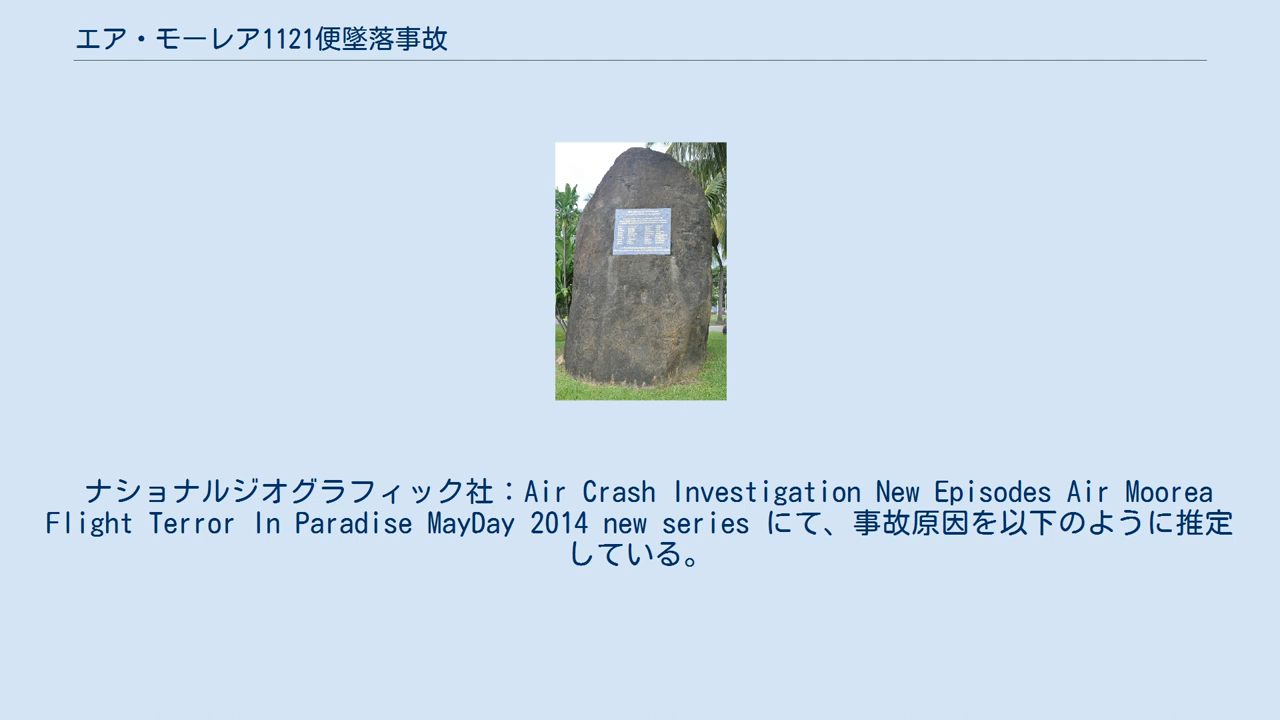 エア・モーレア1121便墜落事故
ナショナルジオグラフィック社：Air Crash Investigation New Episodes Air Moorea
Flight Terror In Paradise MayDay 2014 new series にて、事故原因を以下のように推定
している。